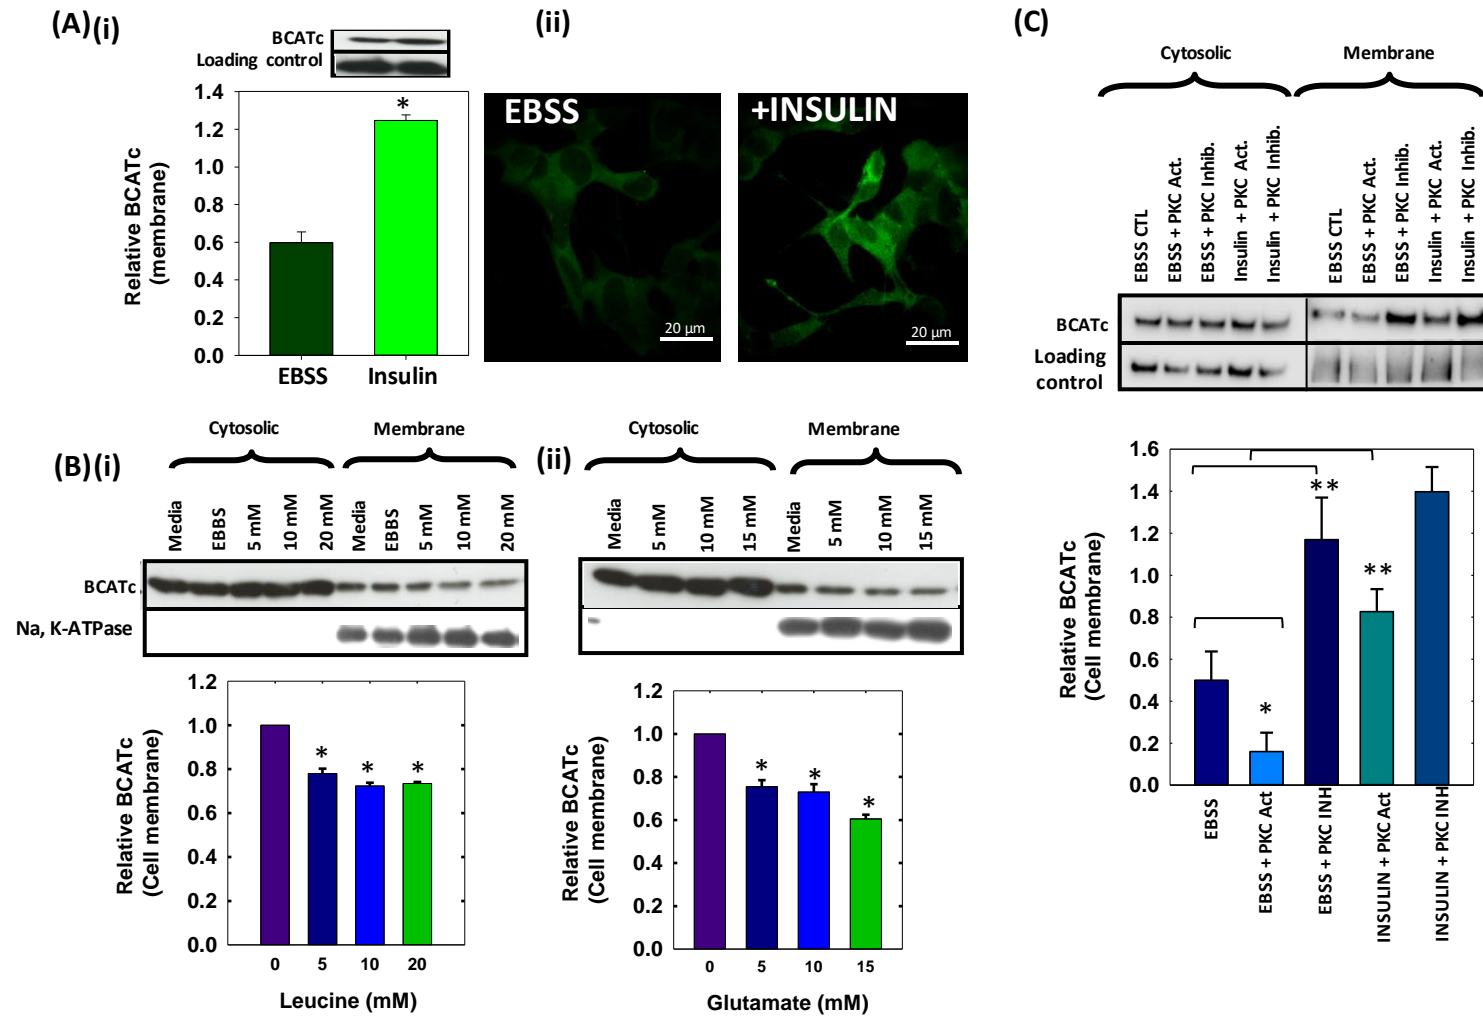 (A)
(i)
BCATc
Loading control
1.4
1.2
1.0
0.8
0.6
0.4
0.2
0.0
Relative BCATc
(membrane)
*
EBSS
Insulin
(ii)
EBSS
20 µm
+INSULIN
20 µm
(B)
(i)
Cytosolic
Membrane
Media
EBBS
5 mM
10 mM
20 mM
Media
EBBS
5 mM
10 mM
20 mM
BCATc
Na, K-ATPase
1.2
1.0
0.8
0.6
0.4
0.2
0.0
Relative BCATc
(Cell membrane)
*
*
*
0
5
10
20
Leucine (mM)
(ii)
Cytosolic
Membrane
Media
5 mM
10 mM
15 mM
Media
5 mM
10 mM
15 mM
1.2
1.0
0.8
0.6
0.4
0.2
0.0
Relative BCATc
(Cell membrane)
*
*
*
0
5
10
15
Glutamate (mM)
(C)
Cytosolic
Membrane
EBSS CTL
EBSS + PKC Act.
EBSS + PKC Inhib.
Insulin + PKC Act.
Insulin + PKC Inhib.
EBSS CTL
EBSS + PKC Act.
EBSS + PKC Inhib.
Insulin + PKC Act.
Insulin + PKC Inhib.
BCATc
Loading
control
1.6
1.4
1.2
1.0
0.8
0.6
0.4
0.2
0.0
Relative BCATc
(Cell membrane)
*
**
**
EBSS
EBSS + PKC Act
EBSS + PKC INH
INSULIN + PKC Act
INSULIN + PKC INH